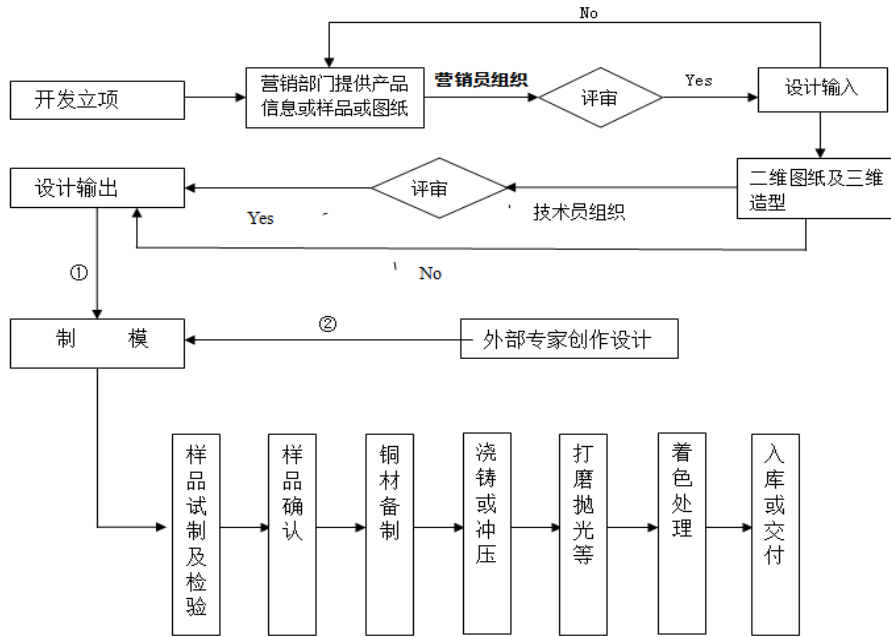 No
开发立项
营销部门提供产品
信息或样品或图纸
营销员组织
评审
Yes
设计输入
设计输出
评审
二维图纸及三维
造型
Yes
技术员组织
No
①
制 模
②
外部专家创作设计
样品试制及检验
样品确认
铜材备制
浇铸或冲压
打磨抛光等
着色处理
入库或交付